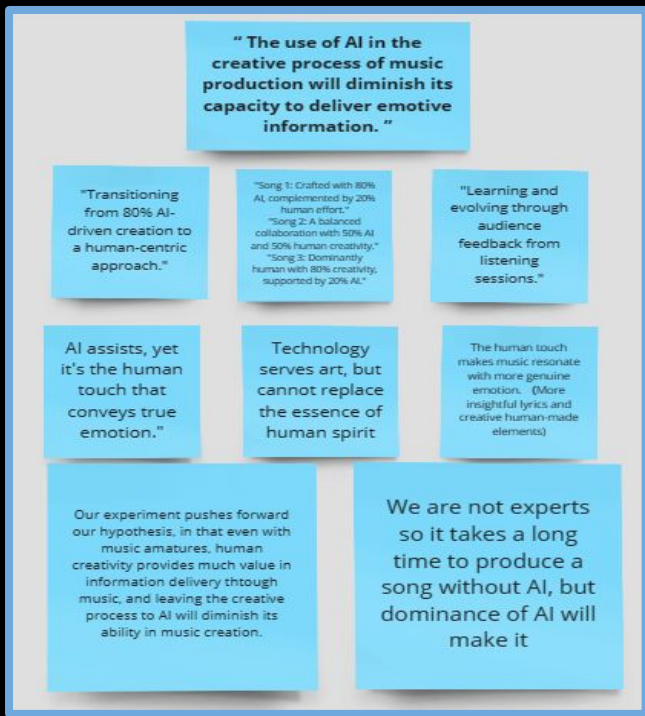 “ The use of AI in the
creative process of music
production will diminish its
capacity to deliver emotive
information. ”
"Transitioning
from 80% AI-
driven creation to
a human-centric
approach."
"Song 1: Crafted with 80%
AI, complemented by 20%
human effort."
"Song 2: A balanced
collaboration with 50% AI
and 50% human creativity."
"Song 3: Dominantly
human with 80% creativity,
supported by 20% AI."
"Learning and
evolving through
audience
feedback from
listening
sessions."
AI assists, yet
it's the human
touch that
conveys true
emotion."
Technology
serves art, but
cannot replace
the essence of
human spirit
The human touch
makes music resonate
with more genuine
emotion. (More
insightful lyrics and
creative human-made
elements)
Our experiment pushes forward
our hypothesis, in that even with
music amatures, human
creativity provides much value in
information delivery thtough
music, and leaving the creative
process to AI will diminish its
ability in music creation.
We are not experts
so it takes a long
time to produce a
song without AI, but
dominance of AI will
make it